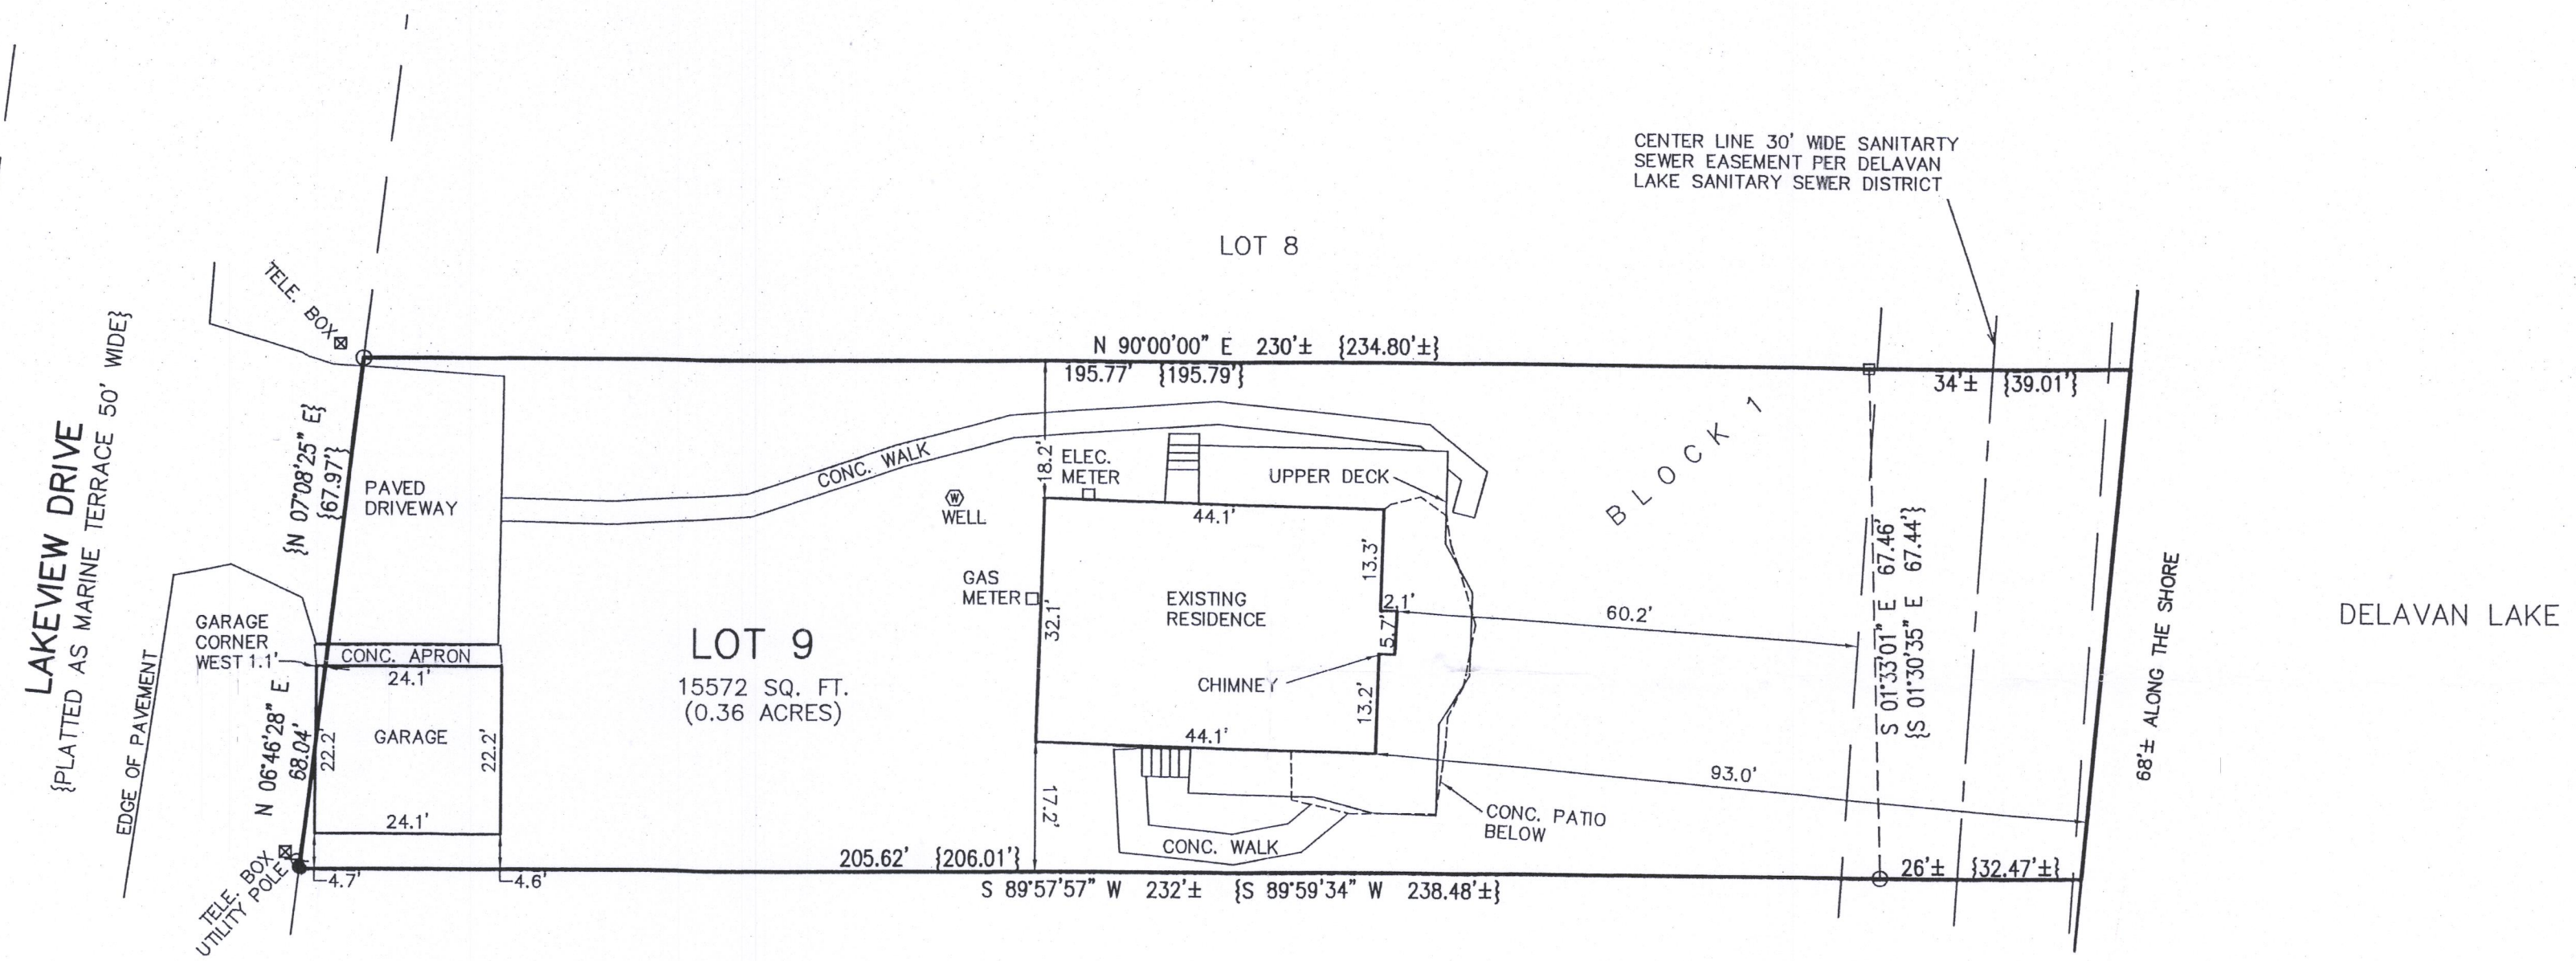 CENTER LINE 30' WIDE SANITARTY
SEWER EASEMENT PER DELAVAN
LAKE SANITARY SEWER DISTRICT
LOT 8
TELE. BOX
N 90°00'00" E 230'± {234.80'±}
195.77' {195.79'}
34'± {39.01'}
LAKEVIEW DRIVE
{PLATTED AS MARINE TERRACE 50' WIDE}
{N 07°08'25" E}
{67.97'}
PAVED
DRIVEWAY
CONC. WALK
18.2'
ELEC.
METER
UPPER DECK
BLOCK 1
WELL
W
44.1'
13.3'
GAS
METER
32.1'
EXISTING
RESIDENCE
2.1'
5.7'
60.2'
S 01°33'01" E 67.46'
{S 01°30'35" E 67.44'}
68'± ALONG THE SHORE
DELAVAN LAKE
GARAGE
CORNER
WEST 1.1'
CONC. APRON
24.1'
LOT 9
15572 SQ. FT.
(0.36 ACRES)
CHIMNEY
13.2'
EDGE OF PAVEMENT
N 06°46'28" E
68.04'
22.2'
GARAGE
22.2'
24.1'
44.1'
93.0'
17.2'
CONC. PATIO
BELOW
CONC. WALK
TELE. BOX
UTILITY POLE
4.7'
4.6'
205.62' {206.01'}
26'± {32.47'±}
S 89°57'57" W 232'± {S 89°59'34" W 238.48'±}